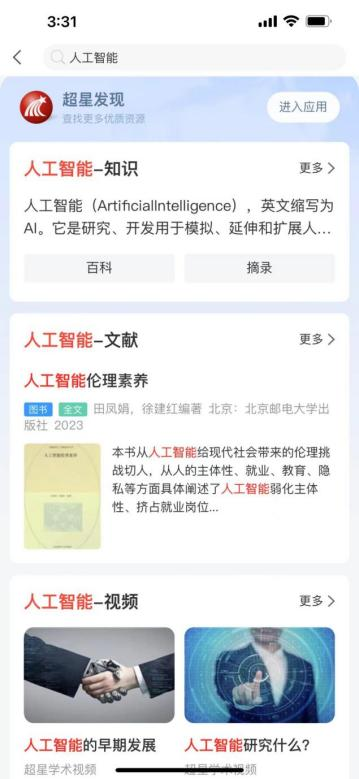 3:31
人工智能
超星发现
查找更多优质资源
进入应用
人工智能-知识
更多
人工智能（ArtificialIntelligence），英文缩写为
AI。它是研究、开发用于模拟、延伸和扩展人...
百科
摘录
人工智能-文献
更多
人工智能伦理素养
图书 全文 田凤娟，徐建红编著 北京：北京邮电大学出
版社 2023
人工智能伦理素养
本书从人工智能给现代社会带来的伦理挑
战切人，从人的主体性、就业、教育、隐
私等方面具体阐述了人工智能弱化主体
性、挤占就业岗位...
人工智能-视频
更多
人工智能的早期发展
人工智能研究什么?
超星学术视频
超星学术视频